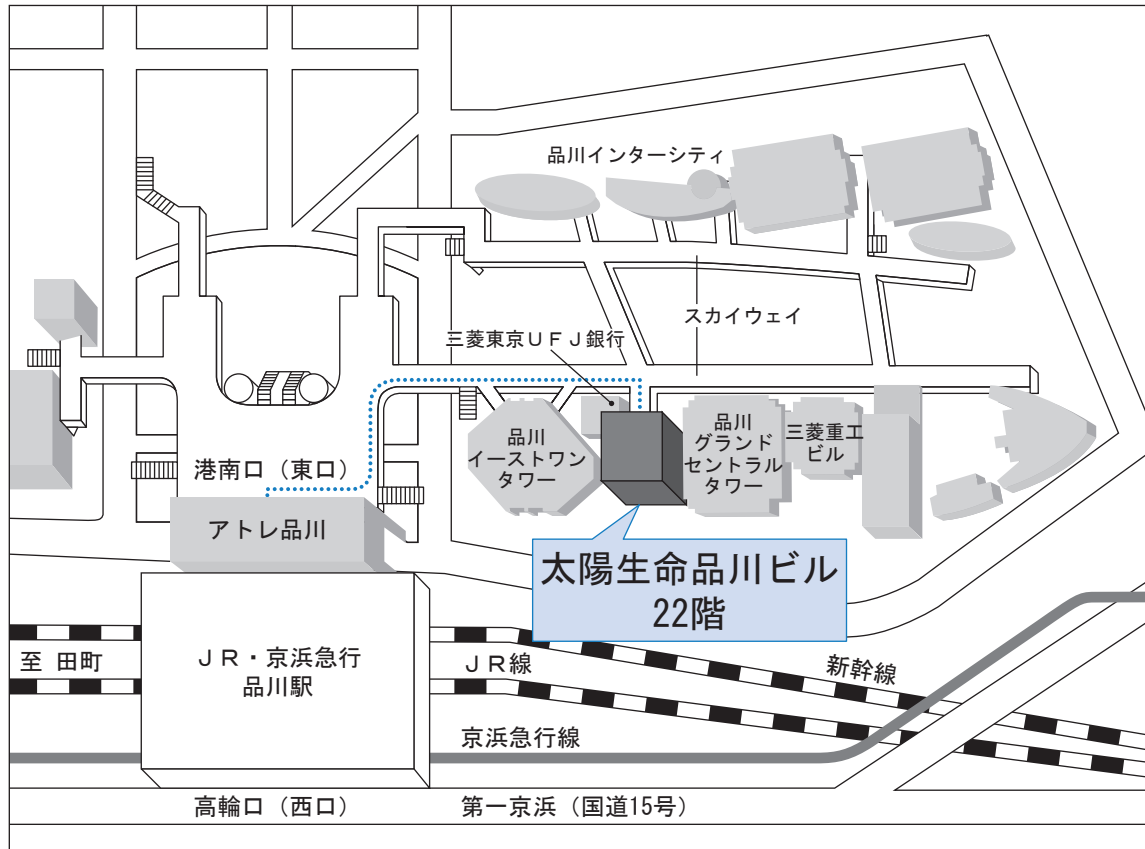 品川インターシティ
スカイウェイ
三菱東京ＵＦＪ銀行
品川
イーストワン
タワー
品川
グランド
セントラル
タワー
三菱重工
ビル
港南口（東口）
アトレ品川
太陽生命品川ビル
22階
至 田町
ＪＲ・京浜急行
品川駅
ＪＲ線
新幹線
京浜急行線
高輪口（西口）
第一京浜（国道15号）